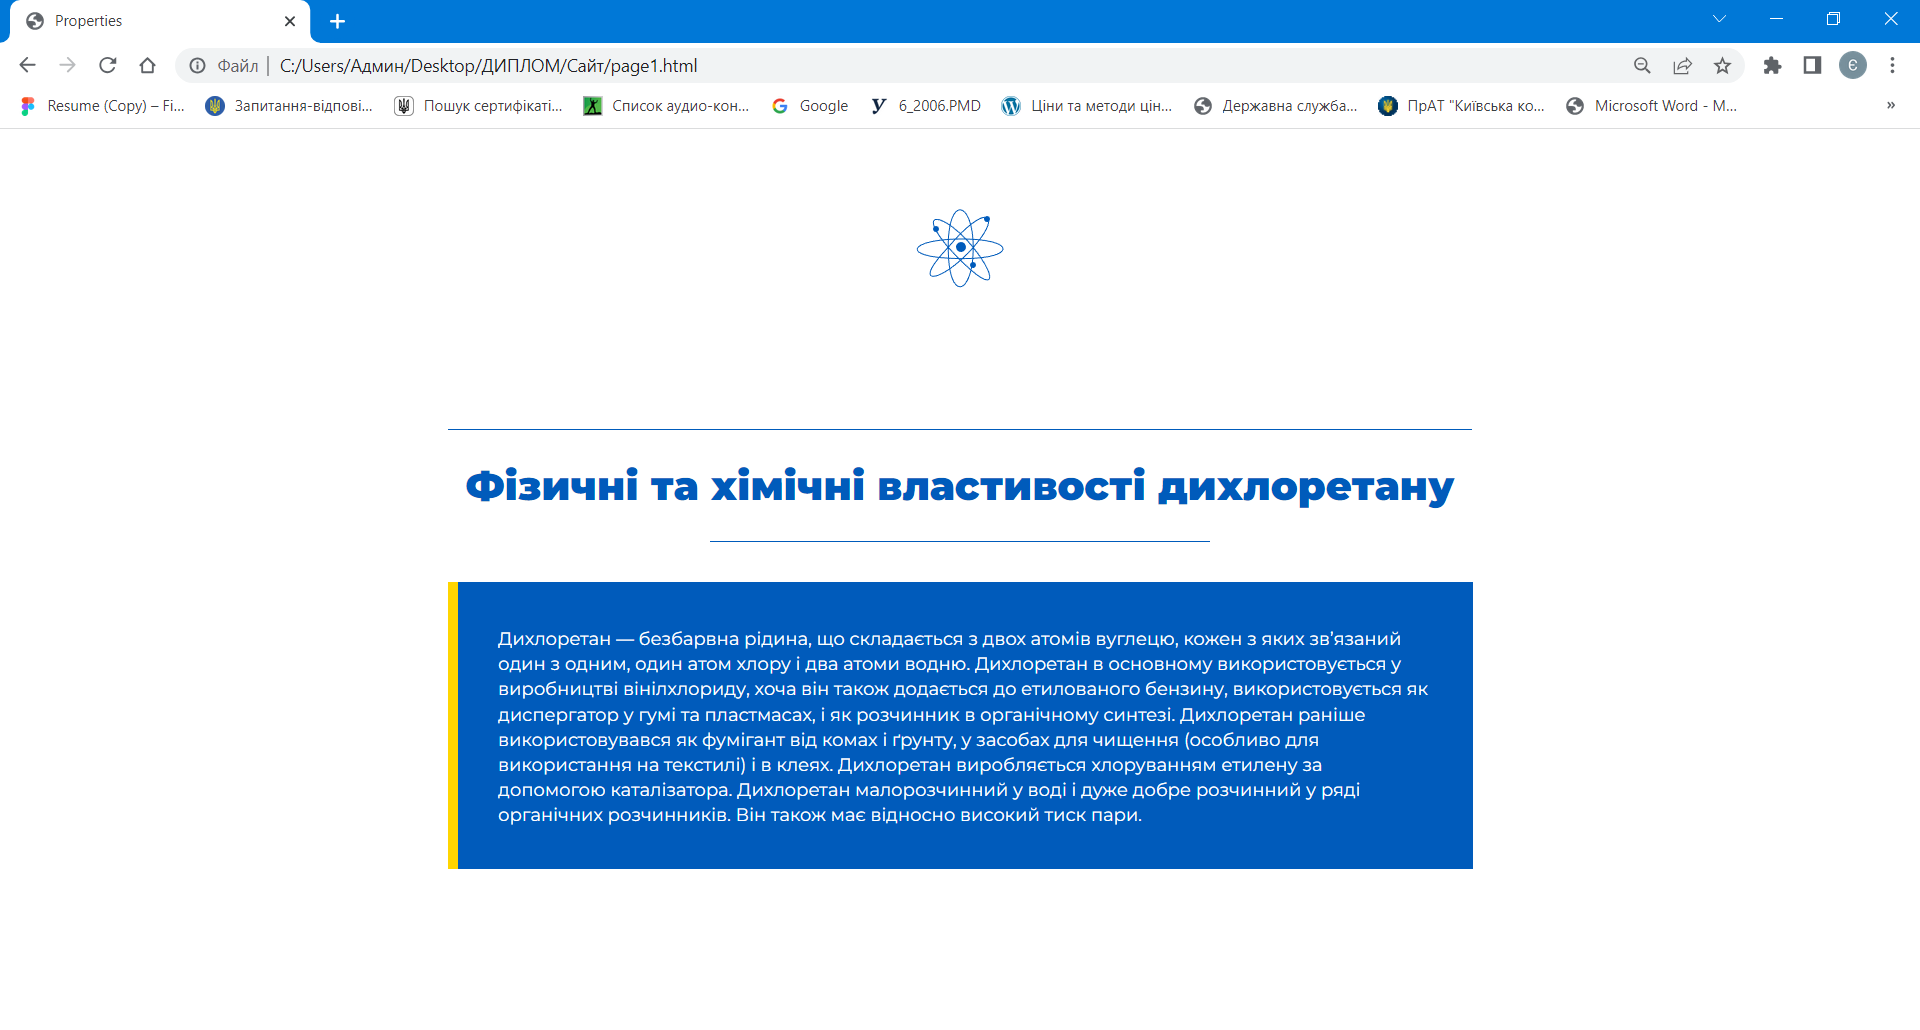 Properties
Файл | C:/Users/Админ/Desktop/ДИПЛОМ/Сайт/page1.html
Є
Resume (Copy) – Fi... Запитання-відпові... Пошук сертифікаті... Список аудио-кон... Google 6_2006.PMD Ціни та методи цін... Державна служба... ПрАТ "Київська ко... Microsoft Word - М... »
Фізичні та хімічні властивості дихлоретану
Дихлоретан — безбарвна рідина, що складається з двох атомів вуглецю, кожен з яких зв’язаний
один з одним, один атом хлору і два атоми водню. Дихлоретан в основному використовується у
виробництві вінілхлориду, хоча він також додається до етилованого бензину, використовується як
диспергатор у гумі та пластмасах, і як розчинник в органічному синтезі. Дихлоретан раніше
використовувався як фумігант від комах і ґрунту, у засобах для чищення (особливо для
використання на текстилі) і в клеях. Дихлоретан виробляється хлоруванням етилену за
допомогою каталізатора. Дихлоретан малорозчинний у воді і дуже добре розчинний у ряді
органічних розчинників. Він також має відносно високий тиск пари.